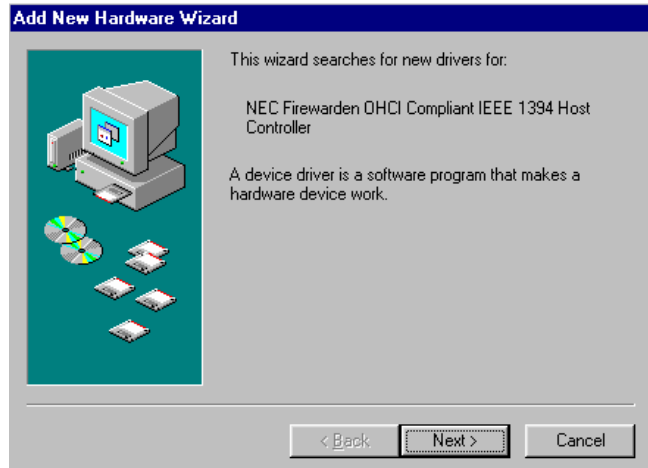 Add New Hardware Wizard
This wizard searches for new drivers for:
NEC Firewarden OHCI Compliant IEEE 1394 Host
Controller
A device driver is a software program that makes a
hardware device work.
< Back
Next >
Cancel